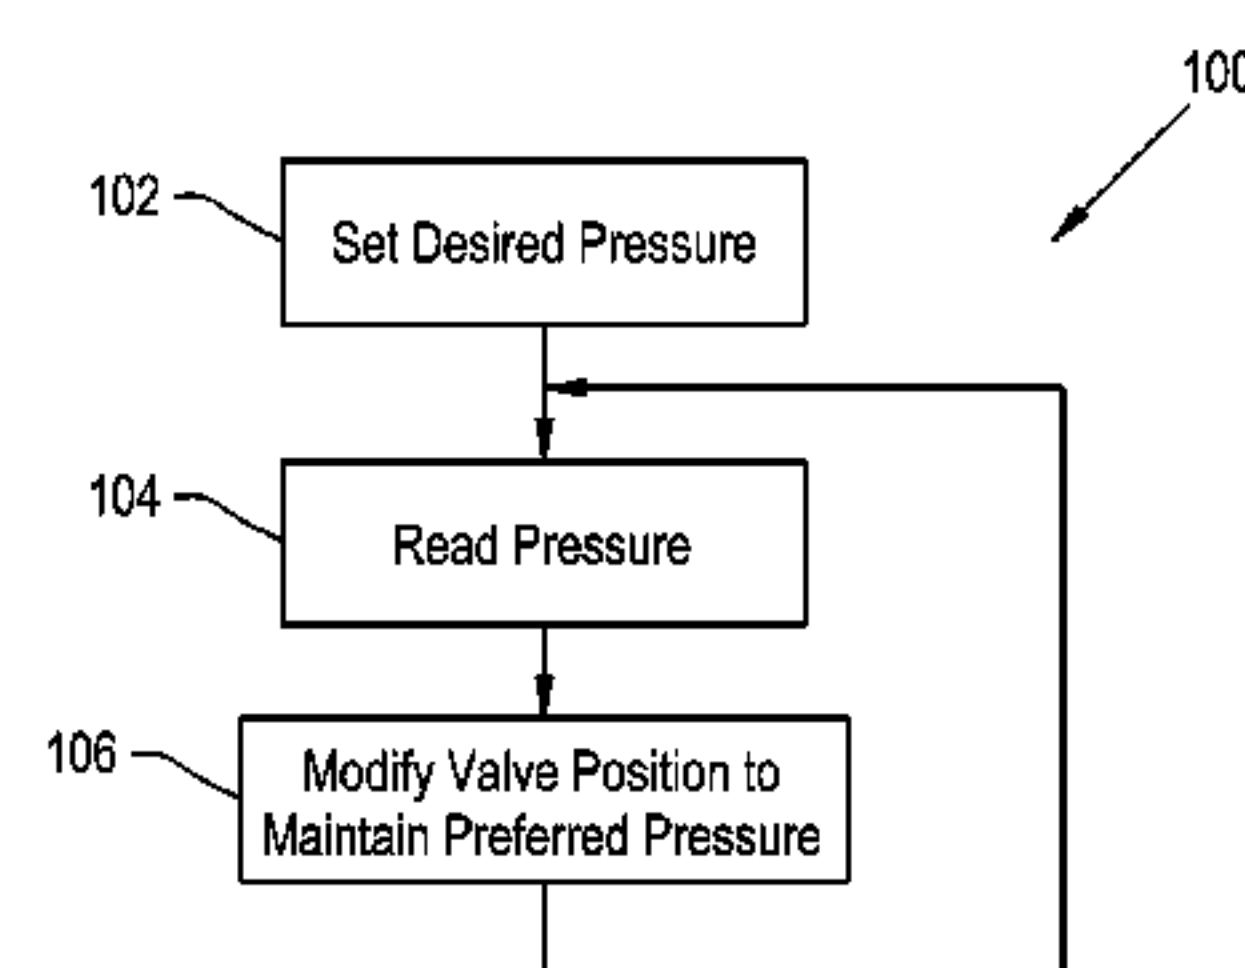 100
102
Set Desired Pressure
104
Read Pressure
106
Modify Valve Position to
Maintain Preferred Pressure